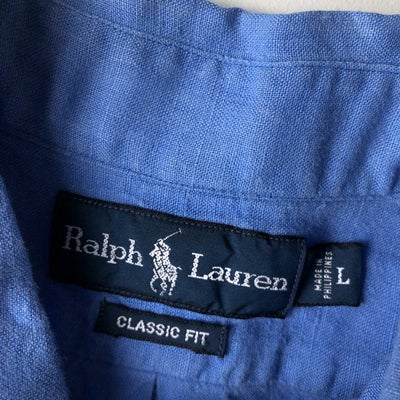 Ralph Lauren
MADE IN
PHILIPPINES
L
CLASSIC FIT